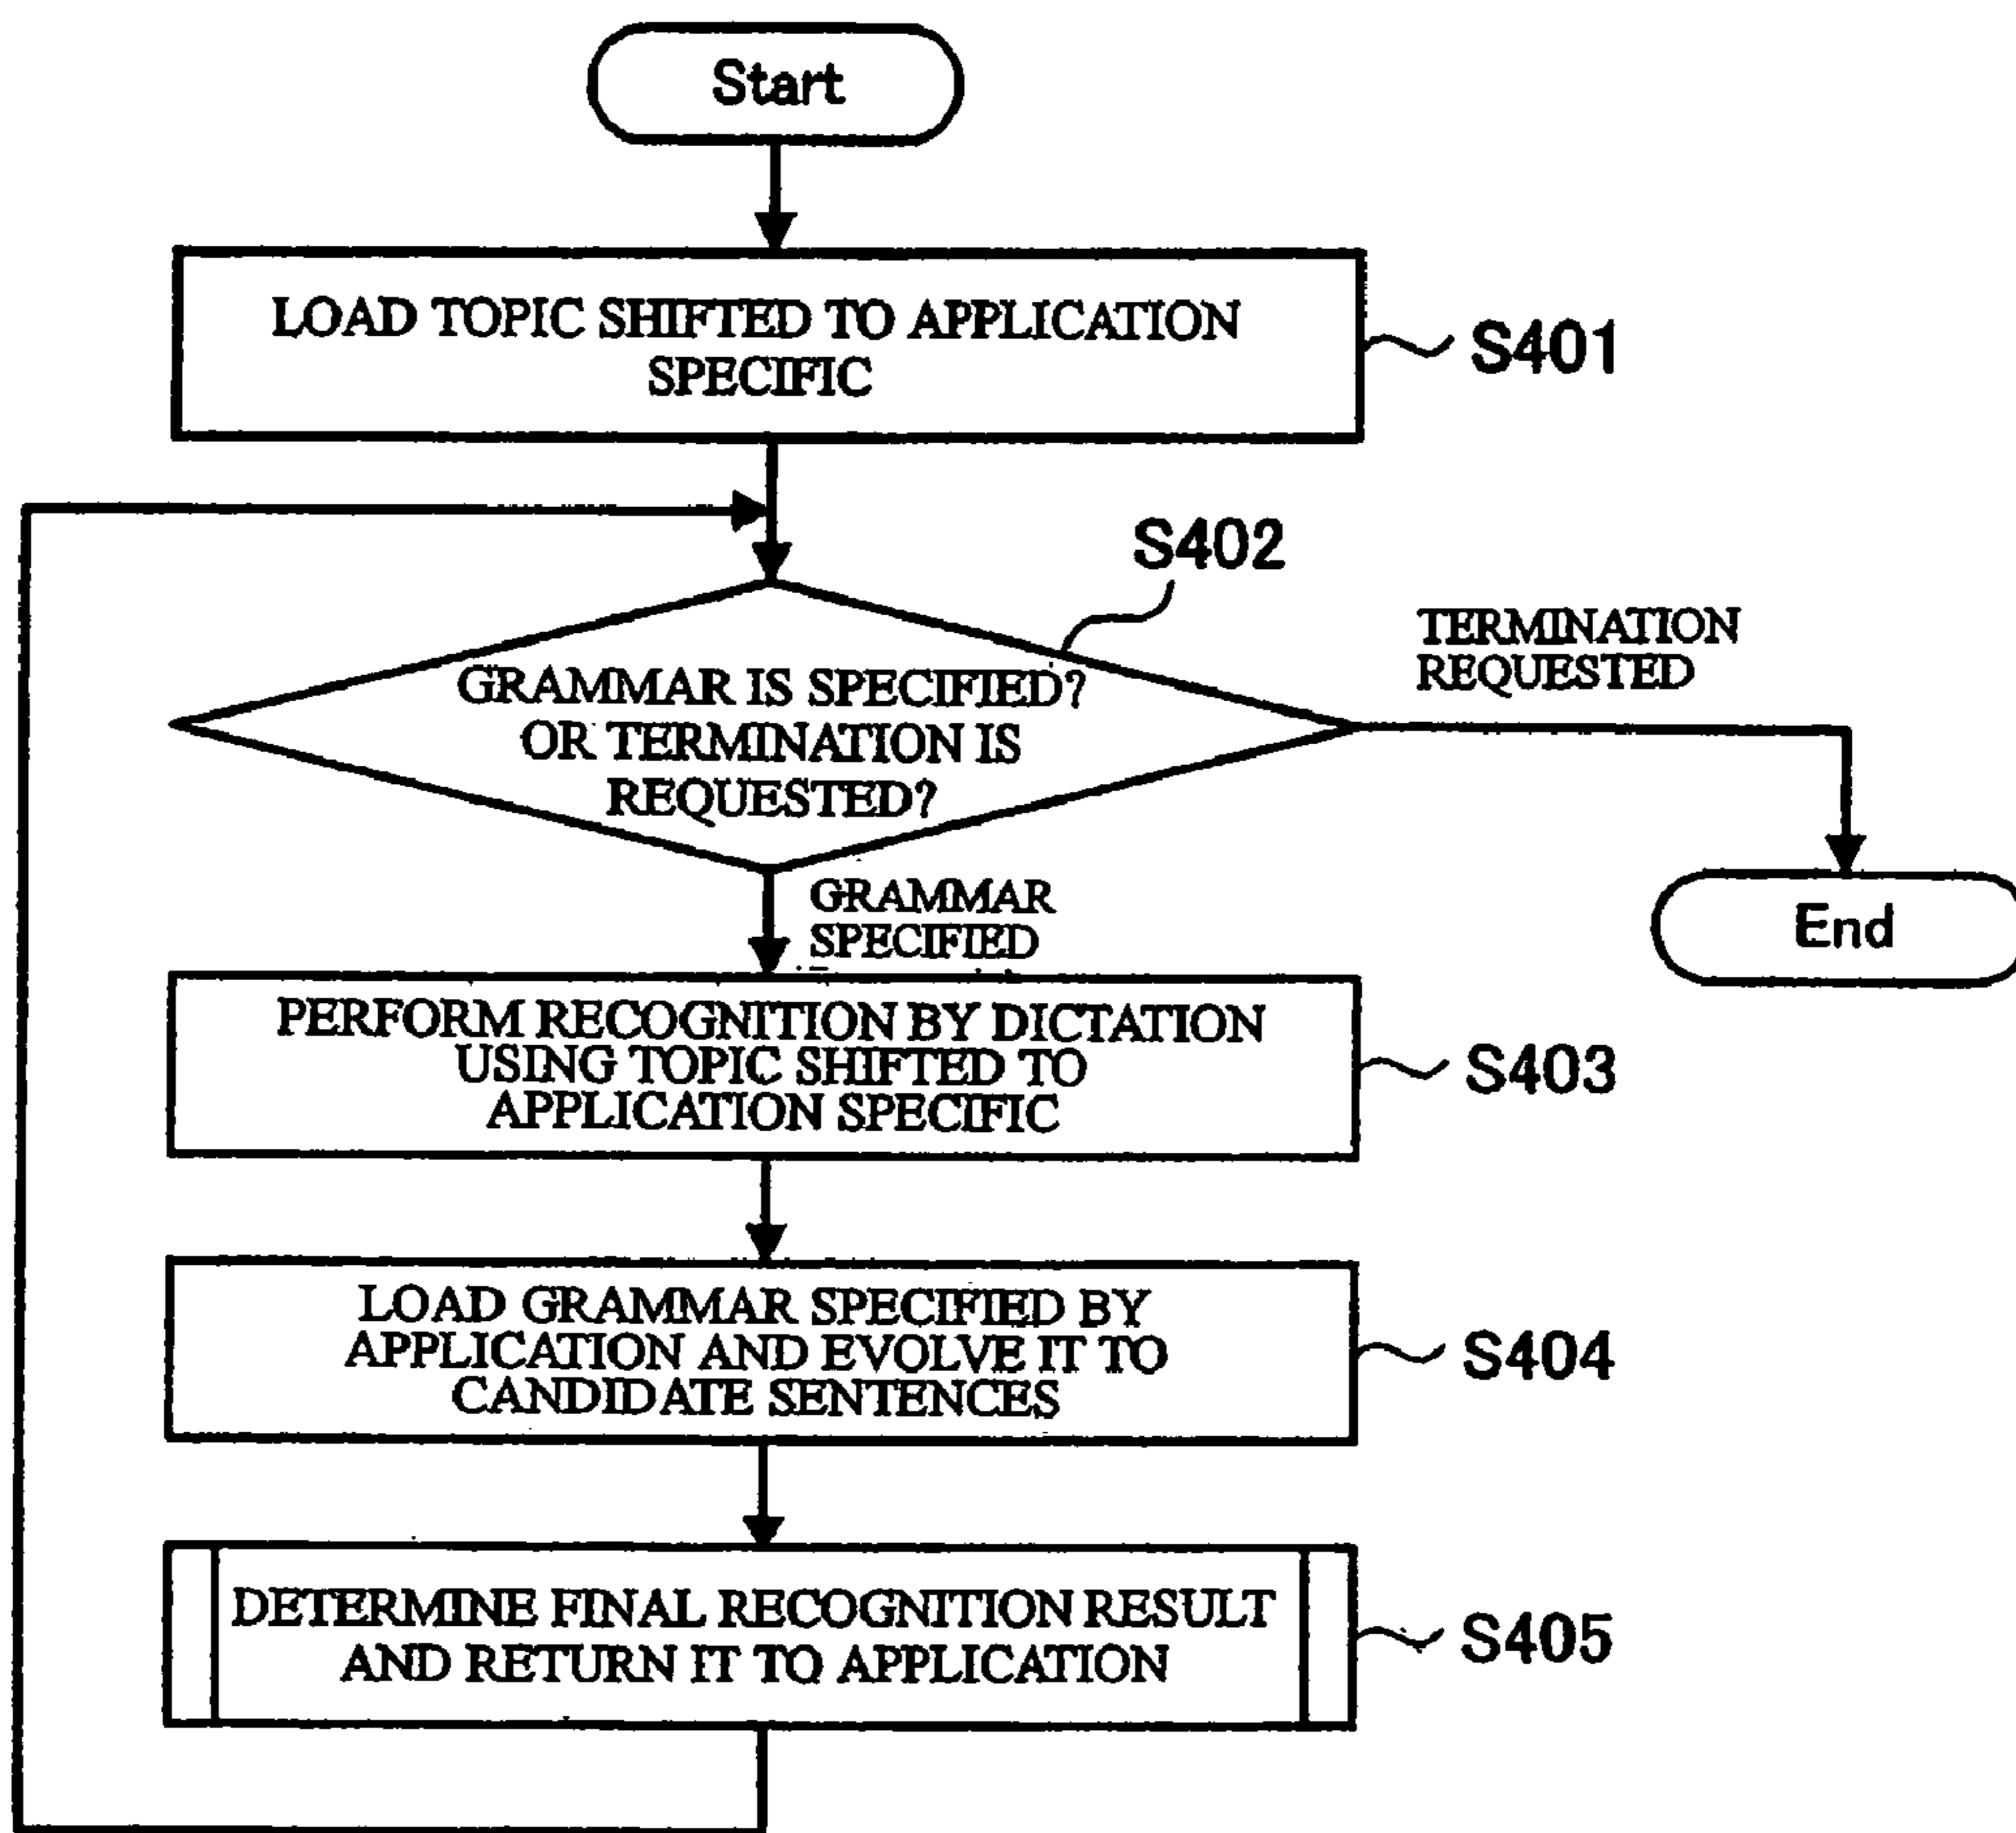 Start
LOAD TOPIC SHIFTED TO APPLICATION
SPECIFIC
S401
S402
TERMINATION
REQUESTED
GRAMMAR IS SPECIFIED?
OR TERMINATION IS
REQUESTED?
GRAMMAR
SPECIFIED
End
PERFORM RECOGNITION BY DICTATION
USING TOPIC SHIFTED TO
APPLICATION SPECIFIC
S403
LOAD GRAMMAR SPECIFIED BY
APPLICATION AND EVOLVE IT TO
CANDIDATE SENTENCES
S404
DETERMINE FINAL RECOGNITION RESULT
AND RETURN IT TO APPLICATION
S405